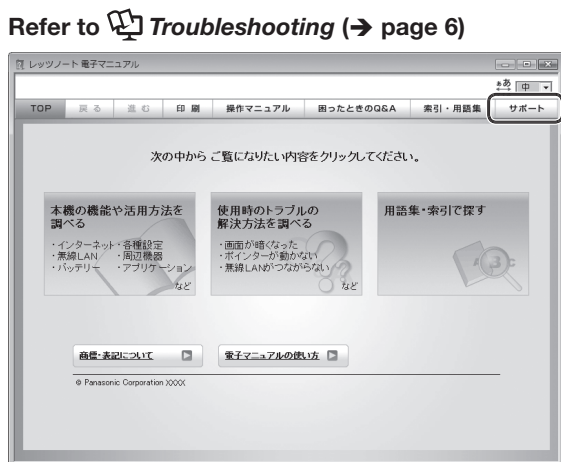 Refer to Troubleshooting (➔ page 6)
レッツノート 電子マニュアル
あ 中
TOP 戻る 進む 印刷 操作マニュアル 困ったときのQ&A 索引・用語集 サポート
次の中から ご覧になりたい内容をクリックしてください。
本機の機能や活用方法を
調べる
・インターネット・各種設定
・無線LAN ・周辺機器
・バッテリー ・アプリケーション
など
使用時のトラブルの
解決方法を調べる
・画面が暗くなった
・ポインターが動かない
・無線LANがつながらない
など
用語集・索引で探す
商標・表記について
電子マニュアルの使い方
© Panasonic Corporation XXXX